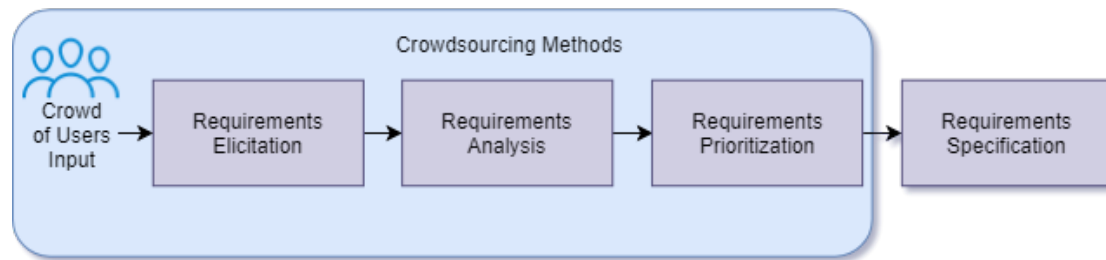 Crowdsourcing Methods
Crowd
of Users
Input
Requirements
Elicitation
Requirements
Analysis
Requirements
Prioritization
Requirements
Specification